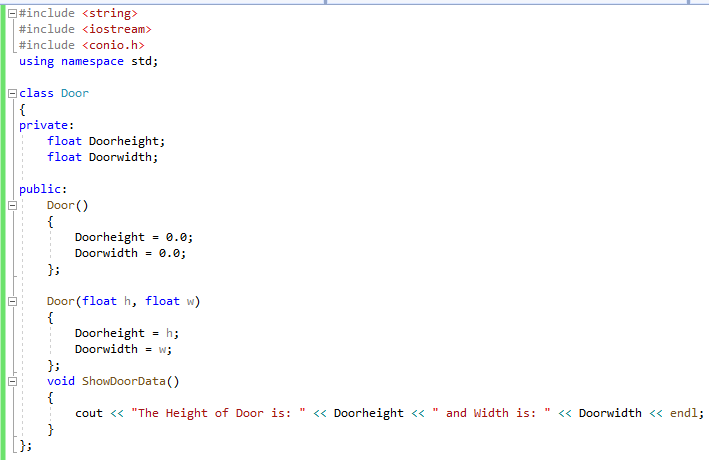 #include <string>
#include <iostream>
#include <conio.h>
using namespace std;

class Door
{
private:
    float Doorheight;
    float Doorwidth;

public:
    Door()
    {
        Doorheight = 0.0;
        Doorwidth = 0.0;
    };

    Door(float h, float w)
    {
        Doorheight = h;
        Doorwidth = w;
    };
    void ShowDoorData()
    {
        cout << "The Height of Door is: " << Doorheight << " and Width is: " << Doorwidth << endl;
    }
};